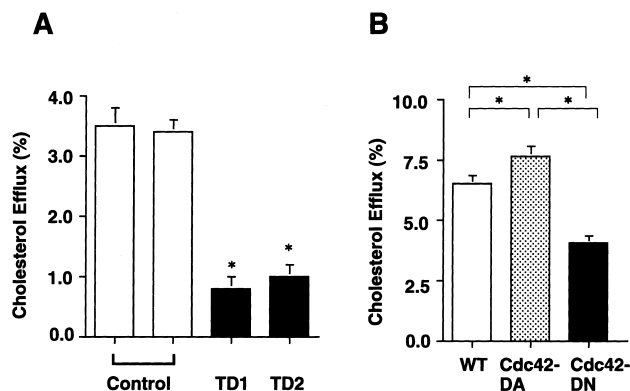 A
Cholesterol Efflux (%)
4.0
3.0
2.0
1.0
0.0
*
*
Control
TD1
TD2
B
Cholesterol Efflux (%)
10.0
7.5
5.0
2.5
0.0
*
*
*
WT
Cdc42-
DA
Cdc42-
DN